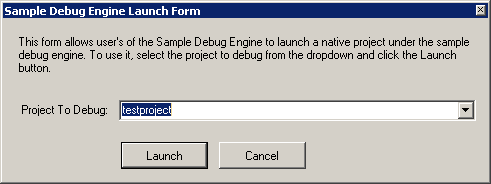 Sample Debug Engine Launch Form
This form allows user's of the Sample Debug Engine to launch a native project under the sample
debug engine. To use it, select the project to debug from the dropdown and click the Launch
button.
Project To Debug: testproject
Launch Cancel